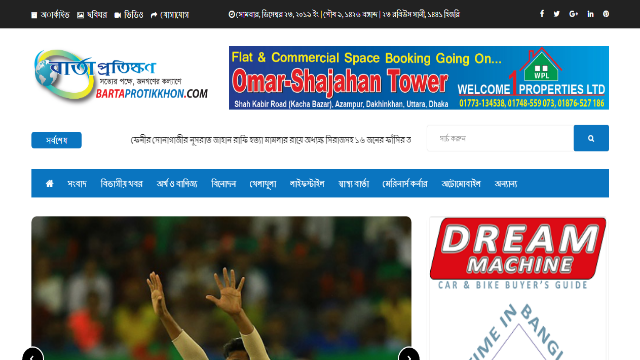 আর্কাইভ ছবিঘর ভিডিও যোগাযোগ
সোমবার, ডিসেম্বর ২৩, ২০১৯ ইং | পৌষ ৯, ১৪২৬ বঙ্গাব্দ | ২৩ রবিউস সানী, ১৪৪১ হিজরি
বার্তা প্রতিক্ষণ
সত্যের পক্ষে, জনগণের কল্যাণে
BARTAPROTIKKHON.COM
Flat & Commercial Space Booking Going On...
Omar-Shajahan Tower
Shah Kabir Road (Kacha Bazar), Azampur, Dakhinkhan, Uttara, Dhaka
WPL
WELCOME 1 PROPERTIES LTD
01773-134538, 01748-559 073, 01876-527 186
সর্বশেষ
ফেনীর সোনাগাজীর নুসরাত জাহান রাফি হত্যা মামলার রায়ে অধ্যক্ষ সিরাজসহ ১৬ জনের ফাঁসির
সার্চ করুন
সংবাদ বিভাগীয় খবর অর্থ ও বাণিজ্য বিনোদন খেলাধুলা লাইফস্টাইল স্বাস্থ্য বার্তা মেরিনার্স কর্নার অটোমোবাইল অন্যান্য
DREAM
MACHINE
CAR & BIKE BUYER'S GUIDE
TIME IN BANG